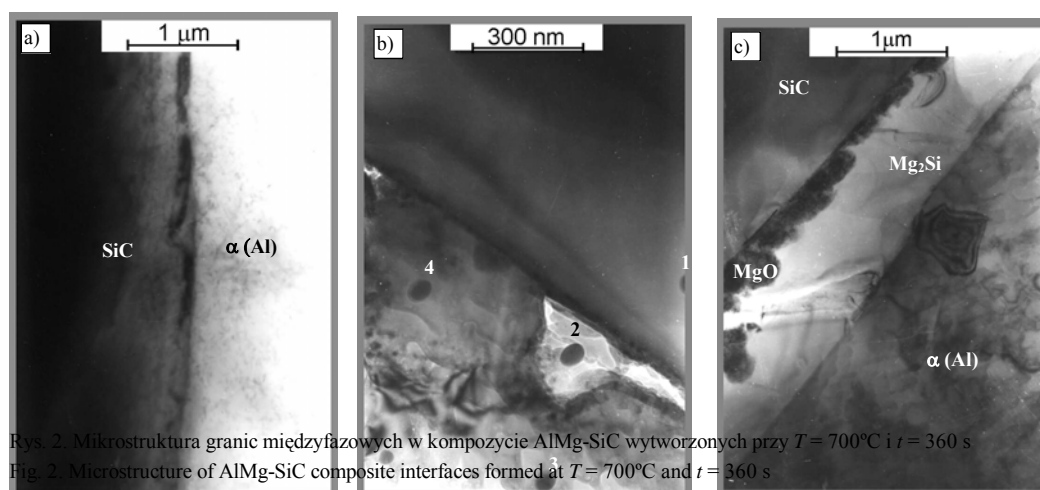 a)
1 μm
SiC
α (Al)
b)
300 nm
1
4
2
3
c)
1μm
SiC
Mg₂Si
MgO
α (Al)
Rys. 2. Mikrostruktura granic międzyfazowych w kompozycie AlMg-SiC wytworzonych przy T = 700ºC i t = 360 s
Fig. 2. Microstructure of AlMg-SiC composite interfaces formed at T = 700ºC and t = 360 s